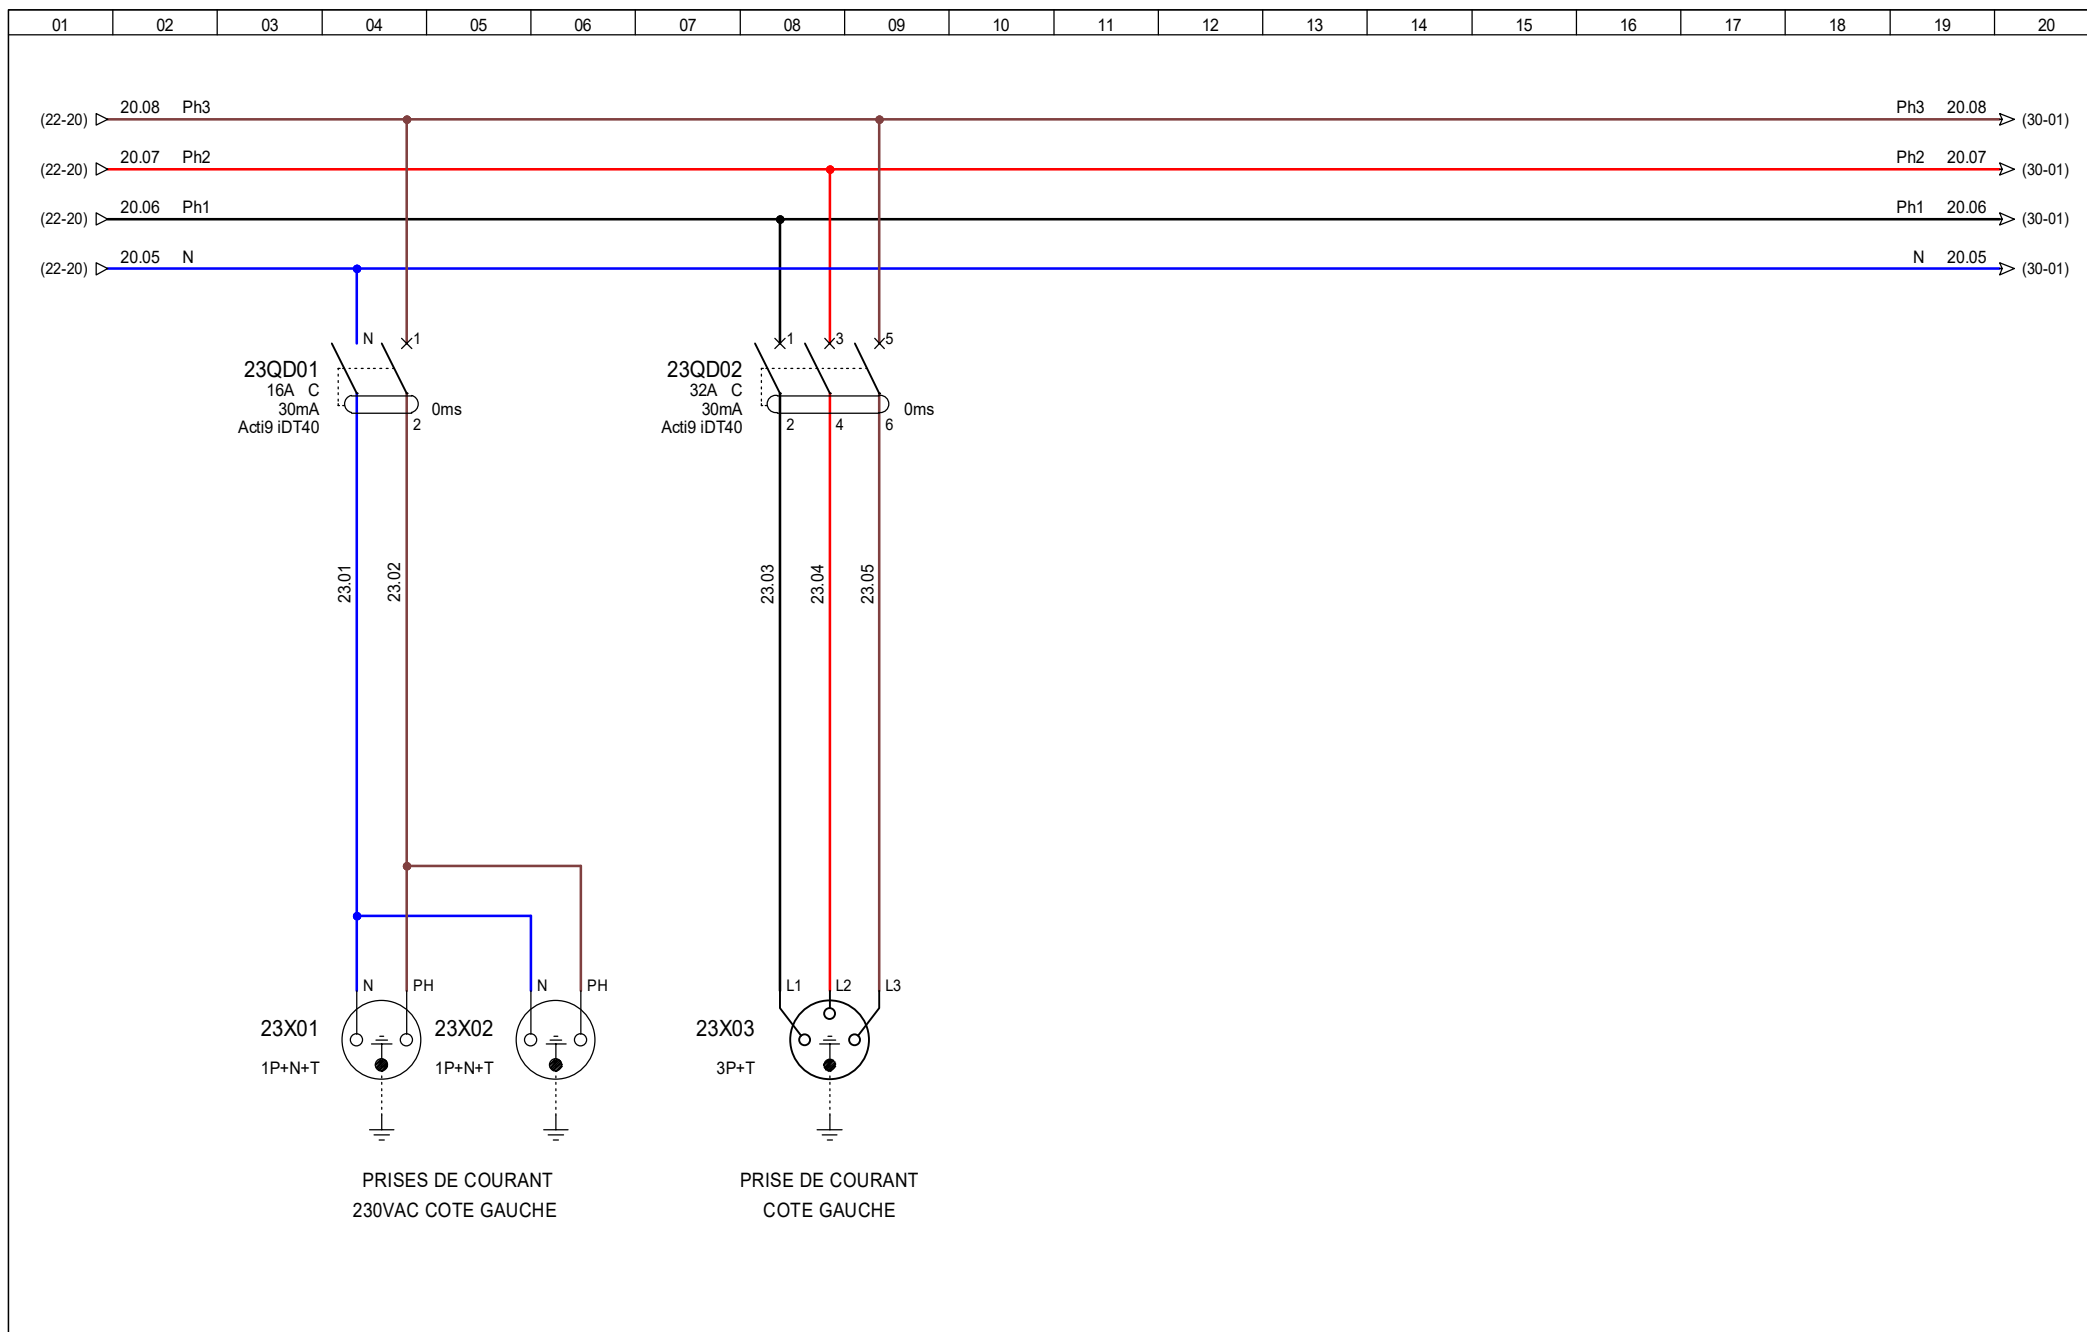 01 02 03 04 05 06 07 08 09 10 11 12 13 14 15 16 17 18 19 20
20.08 Ph3 Ph3 20.08
(22-20) (30-01)
20.07 Ph2 Ph2 20.07
(22-20) (30-01)
20.06 Ph1 Ph1 20.06
(22-20) (30-01)
20.05 N N 20.05
(22-20) (30-01)
N 1 1 3 5
23QD01 23QD02
16A C 32A C
30mA 0ms 30mA 0ms
Acti9 iDT40 2 Acti9 iDT40 2 4 6
23.01 23.02 23.03 23.04 23.05
N PH N PH L1 L2 L3
23X01 23X02 23X03
1P+N+T 1P+N+T 3P+T
PRISES DE COURANT PRISE DE COURANT
230VAC COTE GAUCHE COTE GAUCHE